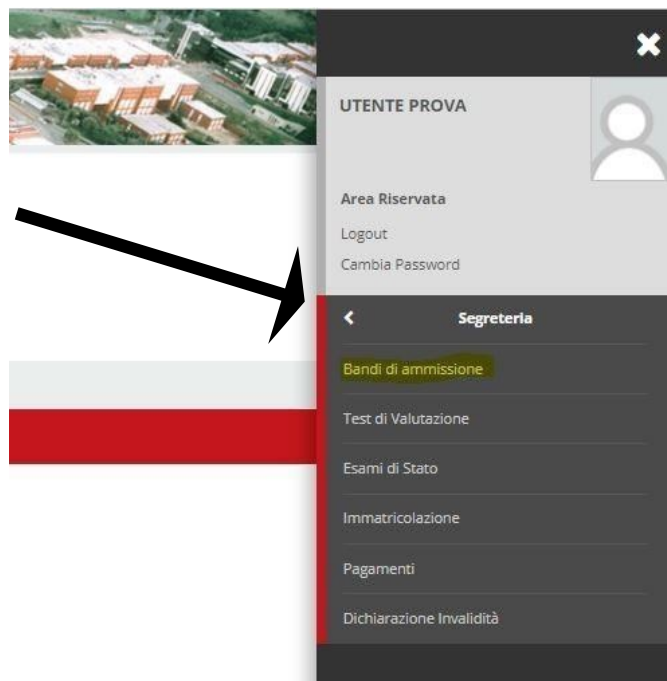 UTENTE PROVA
Area Riservata
Logout
Cambia Password
Segreteria
Bandi di ammissione
Test di Valutazione
Esami di Stato
Immatricolazione
Pagamenti
Dichiarazione Invalidità